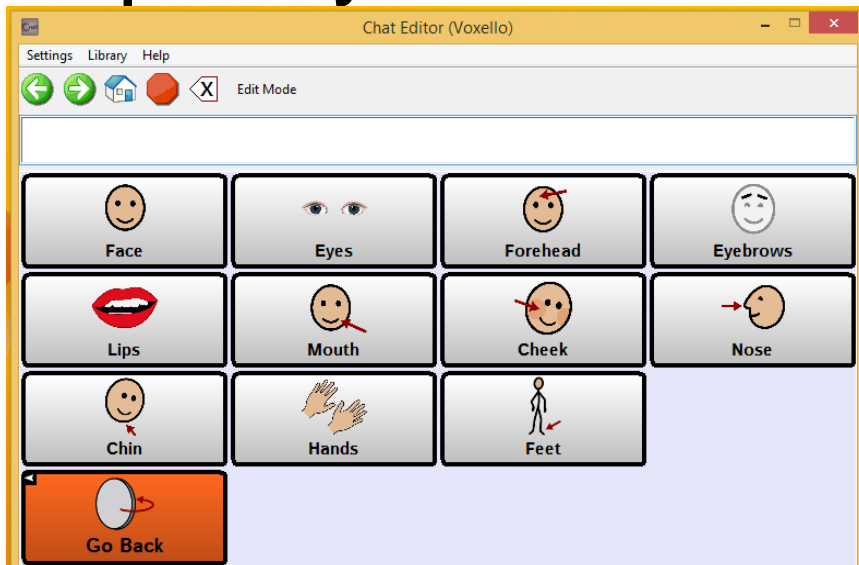 Chat Editor (Voxello)
Settings Library Help
X Edit Mode
Face Eyes Forehead Eyebrows
Lips Mouth Cheek Nose
Chin Hands Feet
Go Back